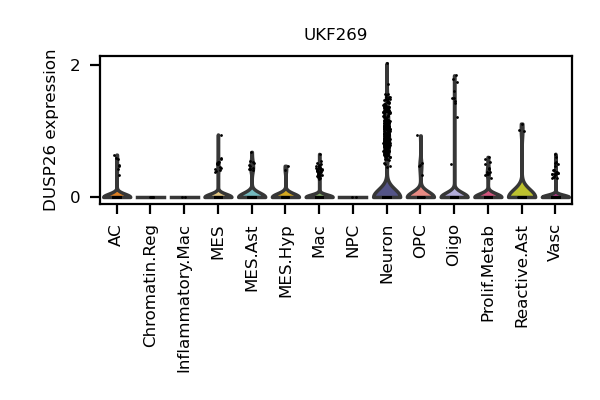 UKF269
DUSP26 expression
2
0
AC
Chromatin.Reg
Inflammatory.Mac
MES
MES.Ast
MES.Hyp
Mac
NPC
Neuron
OPC
Oligo
Prolif.Metab
Reactive.Ast
Vasc